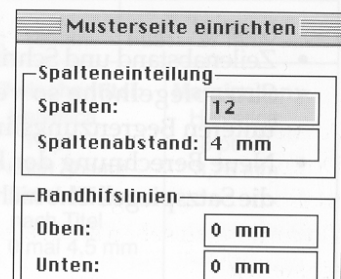 Musterseite einrichten
Spalteneinteilung
Spalten: 12
Spaltenabstand: 4 mm
Randhifslinien
Oben: 0 mm
Unten: 0 mm